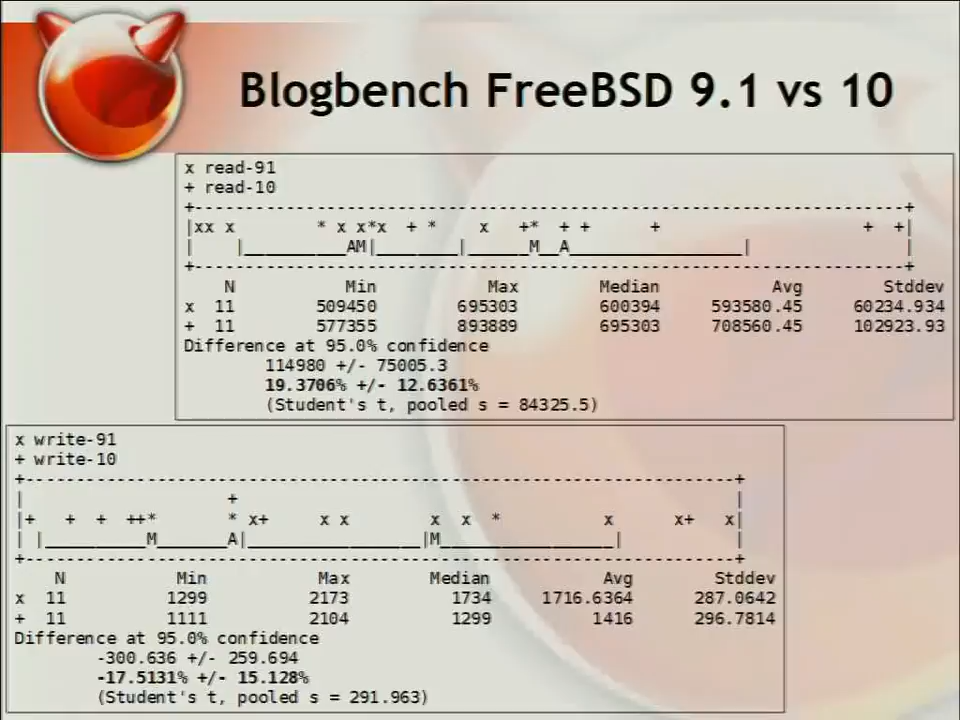 Blogbench FreeBSD 9.1 vs 10
x read-91
+ read-10
+-----------------------------------------------------------------------+
|xx x        * x x*x  + *    x   +* + +      +                    +  +|
|    |__________AM|________|______M__A_________________|               |
+-----------------------------------------------------------------------+
N Min Max Median Avg Stddev
x 11 509450 695303 600394 593580.45 60234.934
+ 11 577355 893889 695303 708560.45 102923.93
Difference at 95.0% confidence
114980 +/- 75005.3
19.3706% +/- 12.6361%
(Student's t, pooled s = 84325.5)
x write-91
+ write-10
+-----------------------------------------------------------------------+
|                    +                                                  |
|+   +  +  ++*       * x+     x x        x  x  *          x      x+   x|
| |__________M_______A|_________________|M_________________|           |
+-----------------------------------------------------------------------+
N Min Max Median Avg Stddev
x 11 1299 2173 1734 1716.6364 287.0642
+ 11 1111 2104 1299 1416 296.7814
Difference at 95.0% confidence
-300.636 +/- 259.694
-17.5131% +/- 15.128%
(Student's t, pooled s = 291.963)